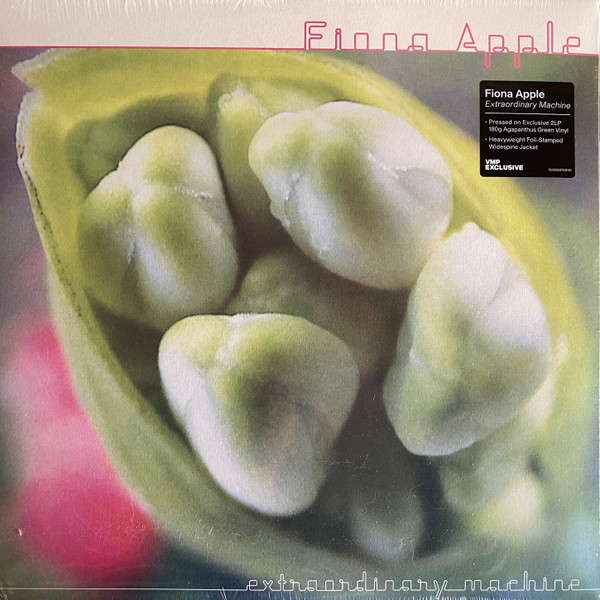 Fiona Apple
Fiona Apple
Extraordinary Machine
• Pressed on Exclusive 2LP
180g Agapanthus Green Vinyl
• Heavyweight Foil-Stamped
Widespine Jacket
VMP
EXCLUSIVE
extraordinary machine